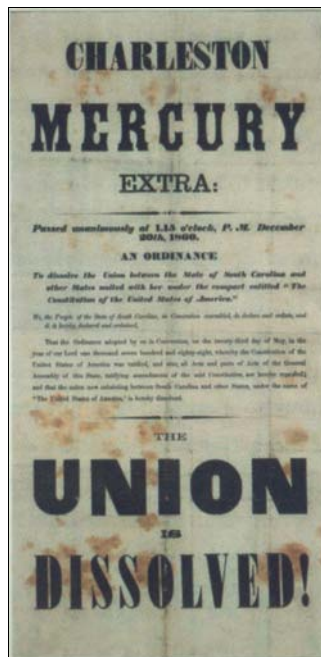 CHARLESTON
MERCURY
EXTRA:
Passed unanimously at 1.15 o'clock, P. M. December
20th, 1860.
AN ORDINANCE
To dissolve the Union between the State of South Carolina and
other States united with her under the compact entitled "The
Constitution of the United States of America."
We, the People of the State of South Carolina, in Convention assembled, do declare and ordain, and
it is hereby declared and ordained,
That the Ordinance adopted by us in Convention, on the twenty-third day of May, in the
year of our Lord one thousand seven hundred and eighty-eight, whereby the Constitution of the
United States of America was ratified, and also, all Acts and parts of Acts of the General
Assembly of this State, ratifying amendments of the said Constitution, are hereby repealed;
and that the union now subsisting between South Carolina and other States, under the name of
"The United States of America," is hereby dissolved.
THE
UNION
IS
DISSOLVED!